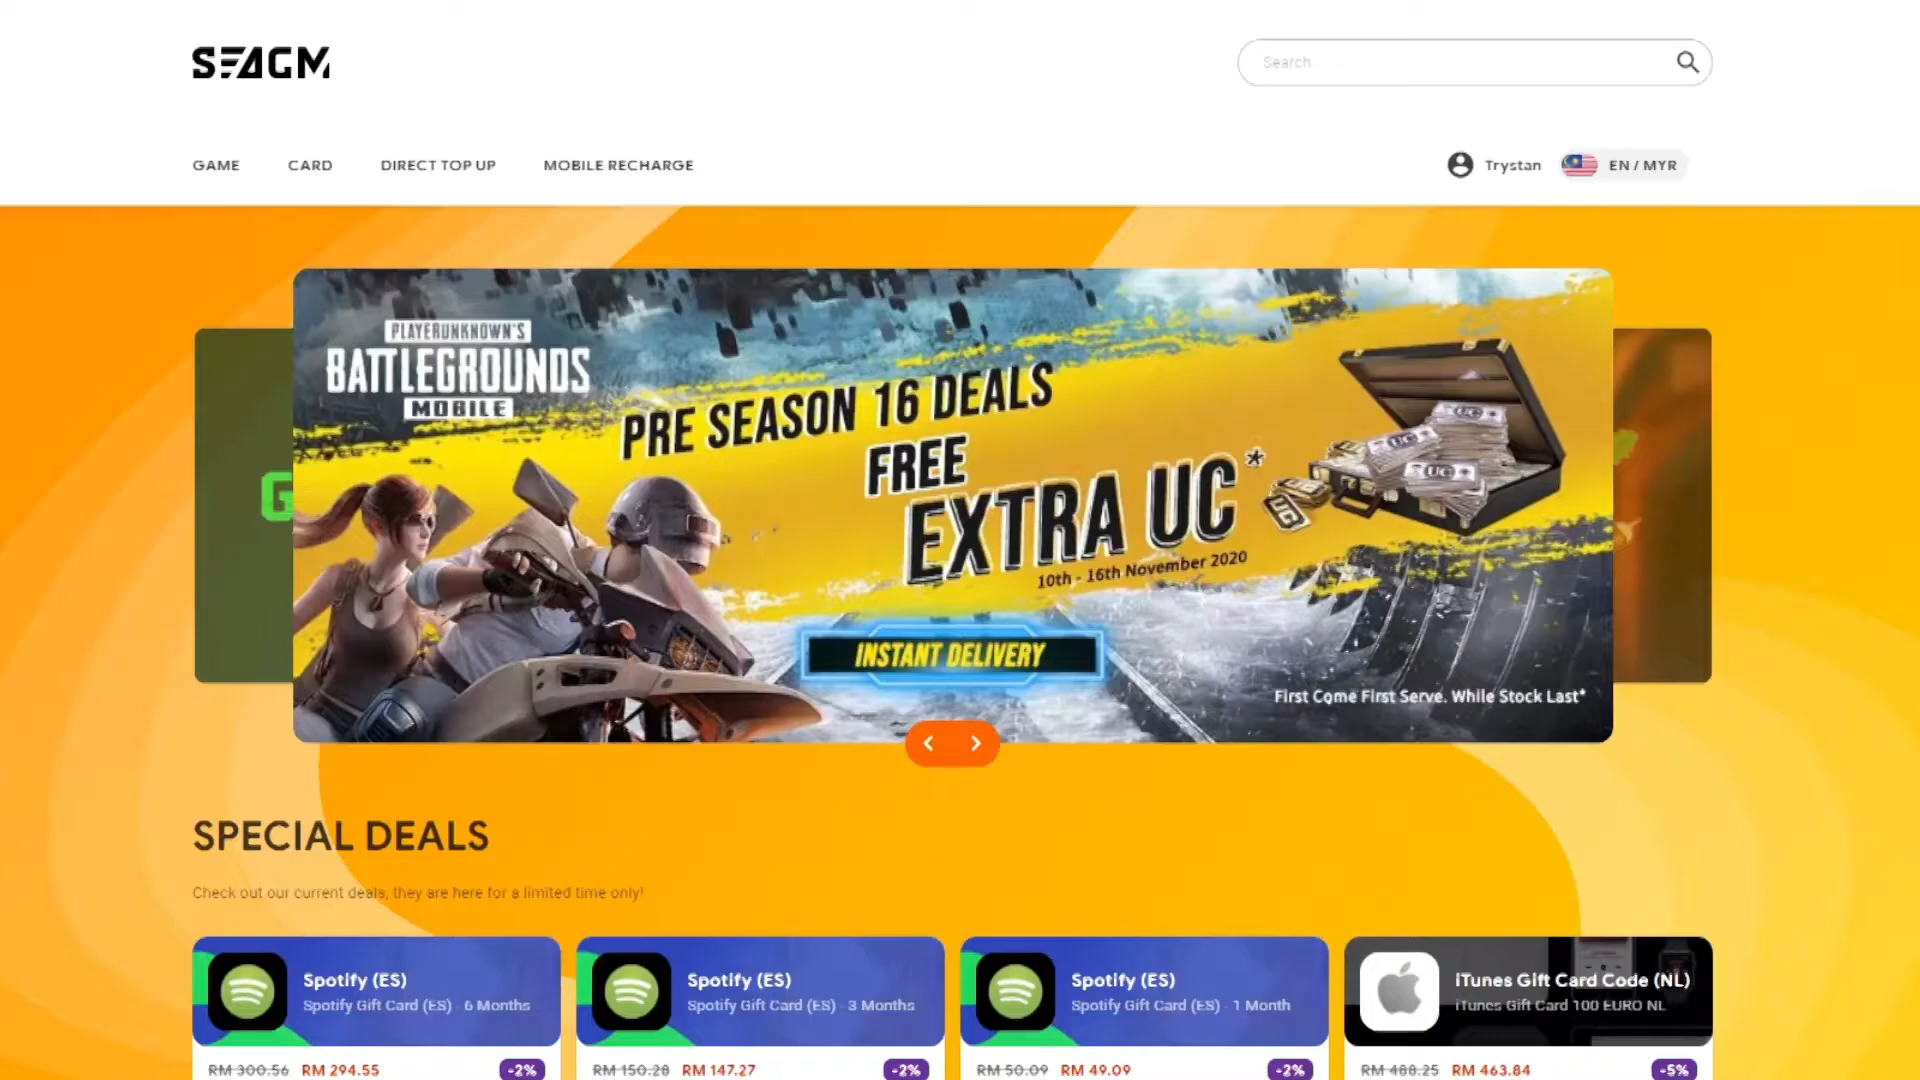 SEAGM
Search
GAME
CARD
DIRECT TOP UP
MOBILE RECHARGE
Trystan
EN / MYR
PLAYERUNKNOWN'S
BATTLEGROUNDS
MOBILE
PRE SEASON 16 DEALS
FREE
EXTRA UC*
10th - 16th November 2020
UC
UC
UC
UC
INSTANT DELIVERY
First Come First Serve. While Stock Last*
G
SPECIAL DEALS
Check out our current deals, they are here for a limited time only!
Spotify (ES)
Spotify Gift Card (ES) - 6 Months
RM 300.56 RM 294.55 -2%
Spotify (ES)
Spotify Gift Card (ES) - 3 Months
RM 150.28 RM 147.27 -2%
Spotify (ES)
Spotify Gift Card (ES) - 1 Month
RM 50.09 RM 49.09 -2%
iTunes Gift Card Code (NL)
iTunes Gift Card 100 EURO NL
RM 488.25 RM 463.84 -5%